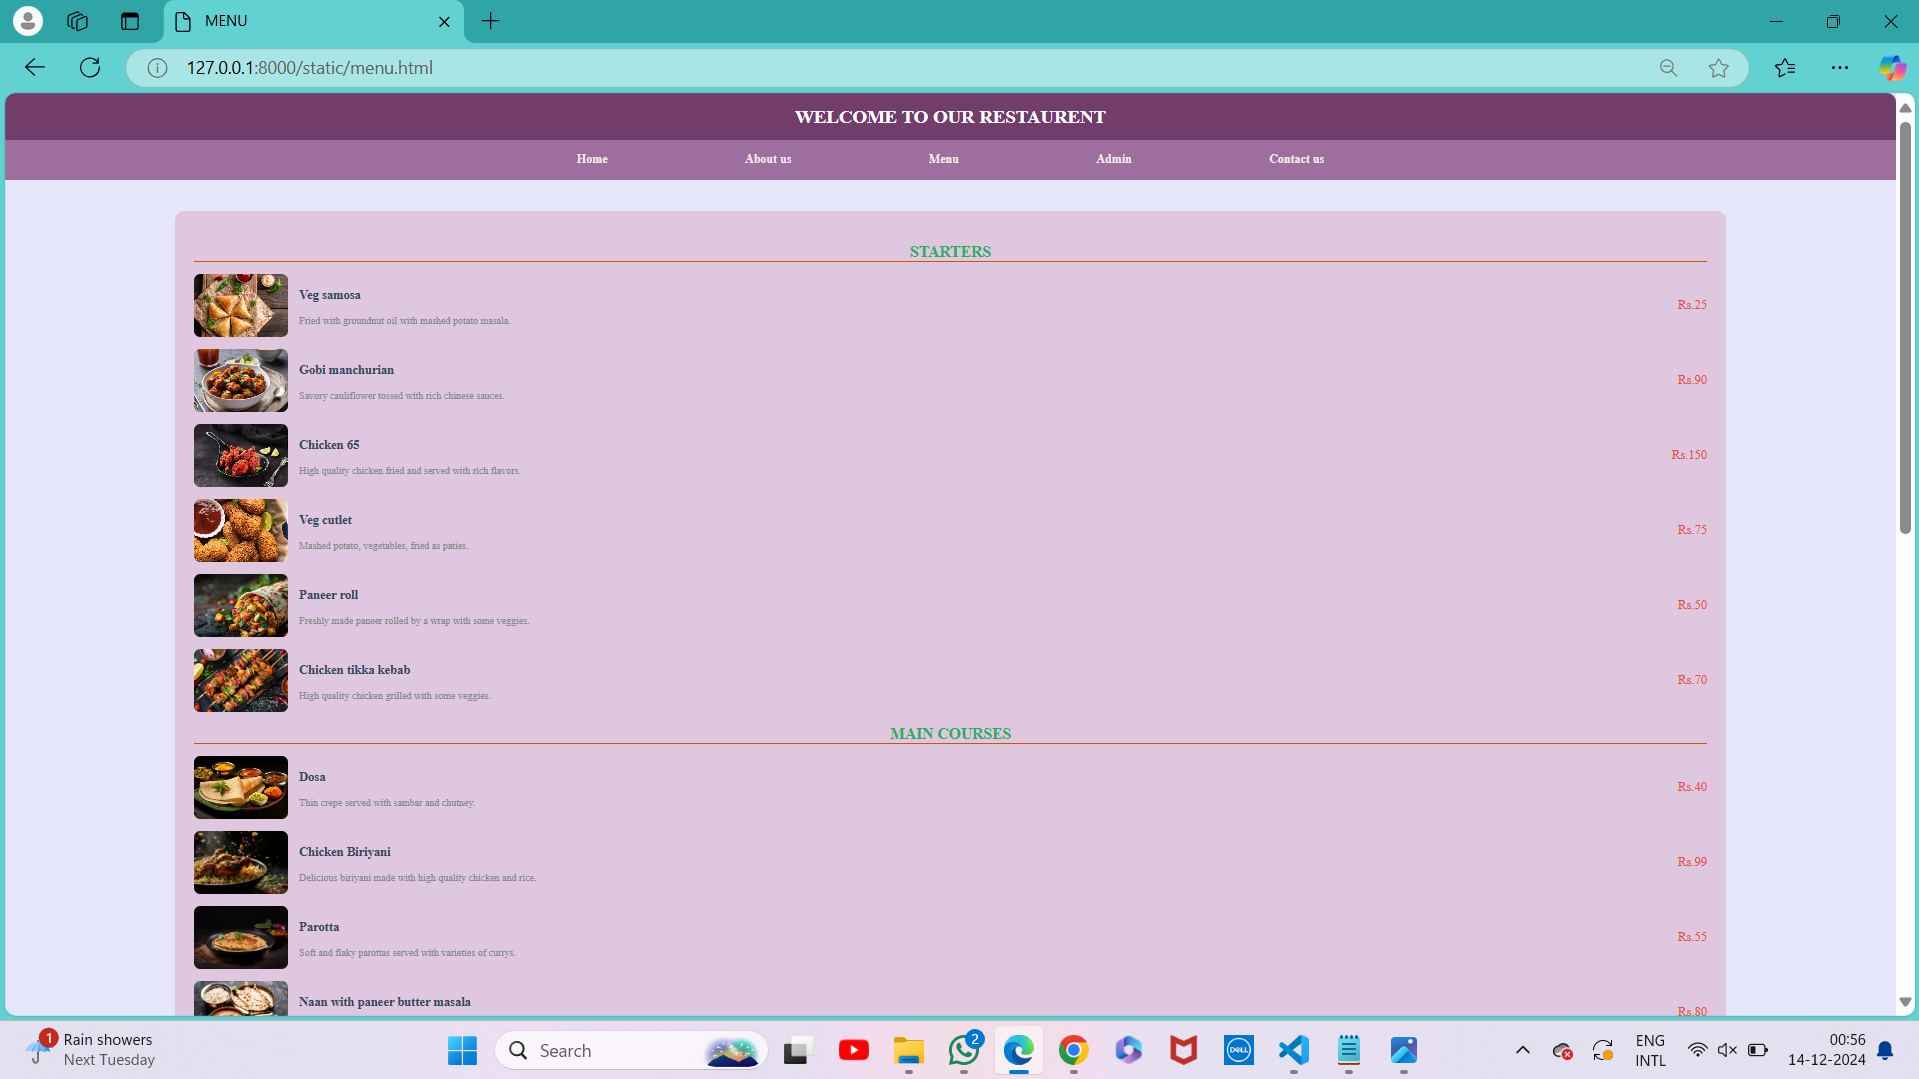 MENU
127.0.0.1:8000/static/menu.html
WELCOME TO OUR RESTAURENT
Home About us Menu Admin Contact us
STARTERS
Veg samosa
Rs.25
Fried with groundnut oil with mashed potato masala.
Gobi manchurian
Rs.90
Savory cauliflower tossed with rich chinese sauces.
Chicken 65
Rs.150
High quality chicken fried and served with rich flavors.
Veg cutlet
Rs.75
Mashed potato, vegetables, fried as paties.
Paneer roll
Rs.50
Freshly made paneer rolled by a wrap with some veggies.
Chicken tikka kebab
Rs.70
High quality chicken grilled with some veggies.
MAIN COURSES
Dosa
Rs.40
Thin crepe served with sambar and chutney.
Chicken Biriyani
Rs.99
Delicious biriyani made with high quality chicken and rice.
Parotta
Rs.55
Soft and flaky parottas served with varieties of currys.
Naan with paneer butter masala
Rs.80
1
Rain showers
Next Tuesday
Search
2
DELL
ENG
INTL
00:56
14-12-2024